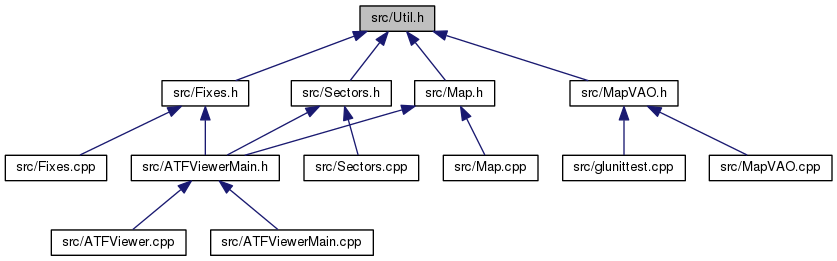 src/Util.h
src/Fixes.h
src/Sectors.h
src/Map.h
src/MapVAO.h
src/Fixes.cpp
src/ATFViewerMain.h
src/Sectors.cpp
src/Map.cpp
src/glunittest.cpp
src/MapVAO.cpp
src/ATFViewer.cpp
src/ATFViewerMain.cpp